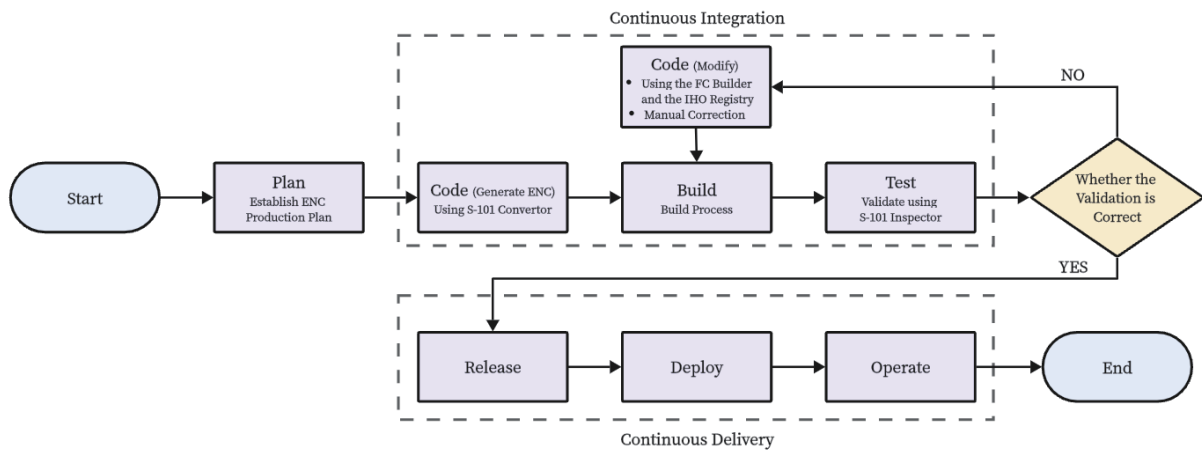 Continuous Integration
Code (Modify)
• Using the FC Builder
and the IHO Registry
• Manual Correction
NO
Start
Plan
Establish ENC
Production Plan
Code (Generate ENC)
Using S-101 Convertor
Build
Build Process
Test
Validate using
S-101 Inspector
Whether the
Validation is
Correct
YES
Release
Deploy
Operate
End
Continuous Delivery